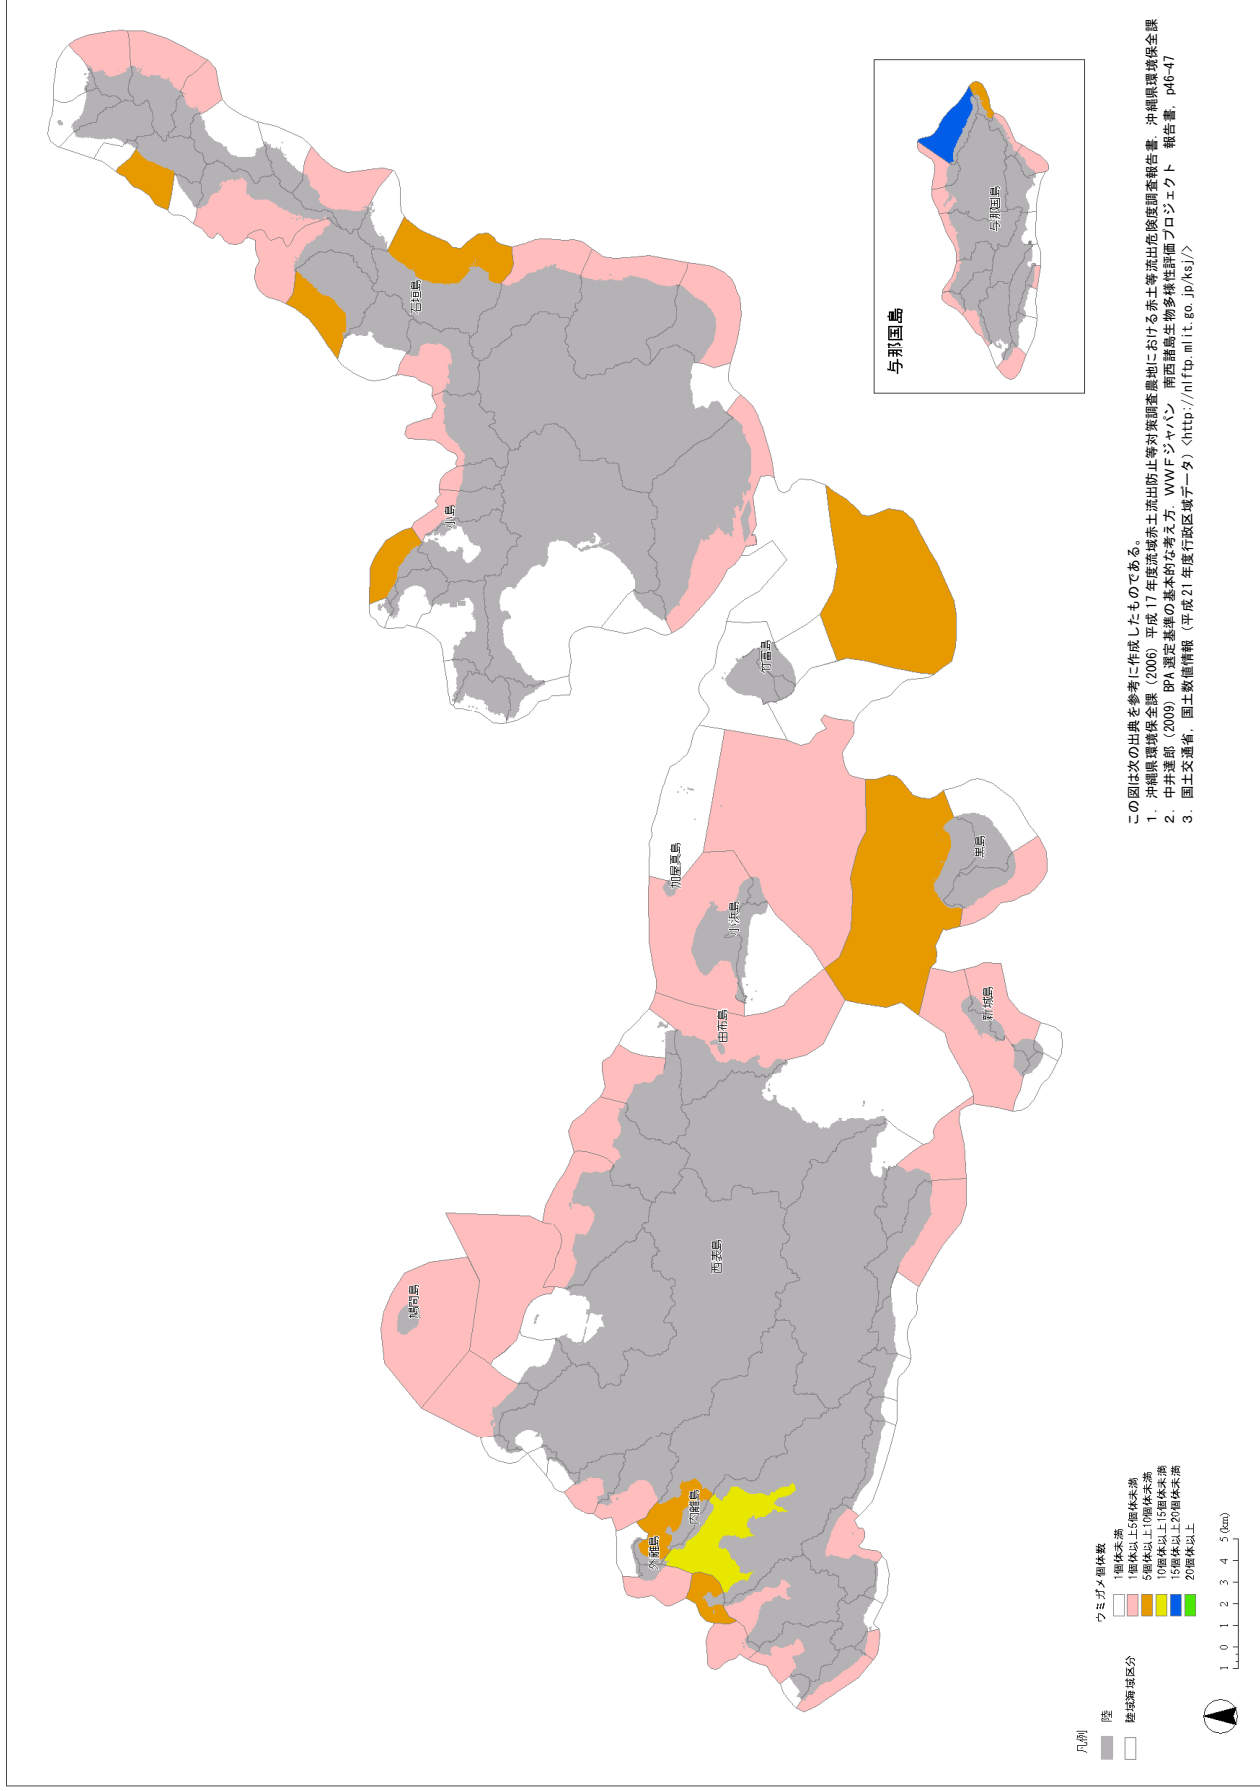 与那国島
与那国島
石垣島
小島
竹富島
加屋真島
小浜島
黒島
由布島
新城島
鳩間島
西表島
内離島
外離島
この図は次の出典を参考に作成したものである。
1. 沖縄県環境保全課 (2006) 平成 17 年度流域赤土流出防止等対策調査農地における赤土等流出危険度調査報告書. 沖縄県環境保全課
2. 中井達郎 (2009) BPA 選定基準の基本的な考え方. WWFジャパン 南西諸島生物多様性評価プロジェクト 報告書, p46-47
3. 国土交通省, 国土数値情報 (平成 21 年度行政区域データ) <http://nlftp.mlit.go.jp/ksj/>
凡例
陸
陸域海域区分
ウミガメ個体数
1個体未満
1個体以上5個体未満
5個体以上10個体未満
10個体以上15個体未満
15個体以上20個体未満
20個体以上
1 0 1 2 3 4 5 (km)